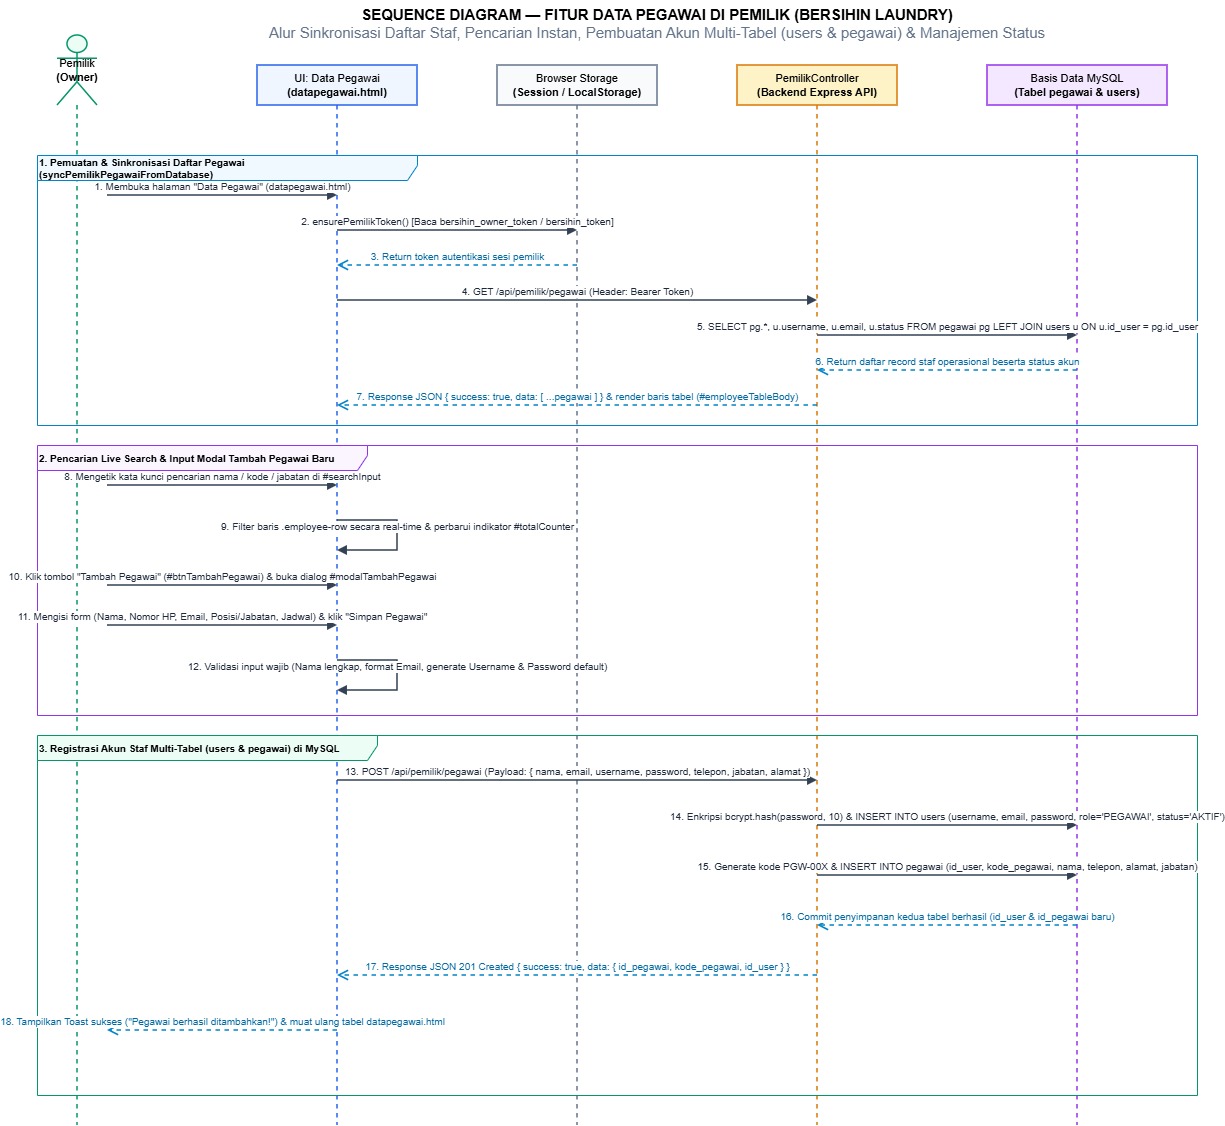 SEQUENCE DIAGRAM — FITUR DATA PEGAWAI DI PEMILIK (BERSIHIN LAUNDRY)
Alur Sinkronisasi Daftar Staf, Pencarian Instan, Pembuatan Akun Multi-Tabel (users & pegawai) & Manajemen Status
Pemilik
(Owner)
UI: Data Pegawai
(datapegawai.html)
Browser Storage
(Session / LocalStorage)
PemilikController
(Backend Express API)
Basis Data MySQL
(Tabel pegawai & users)
1. Pemuatan & Sinkronisasi Daftar Pegawai
(syncPemilikPegawaiFromDatabase)
1. Membuka halaman "Data Pegawai" (datapegawai.html)
2. ensurePemilikToken() [Baca bersihin_owner_token / bersihin_token]
3. Return token autentikasi sesi pemilik
4. GET /api/pemilik/pegawai (Header: Bearer Token)
5. SELECT pg.*, u.username, u.email, u.status FROM pegawai pg LEFT JOIN users u ON u.id_user = pg.id_user
6. Return daftar record staf operasional beserta status akun
7. Response JSON { success: true, data: [ ...pegawai ] } & render baris tabel (#employeeTableBody)
2. Pencarian Live Search & Input Modal Tambah Pegawai Baru
8. Mengetik kata kunci pencarian nama / kode / jabatan di #searchInput
9. Filter baris .employee-row secara real-time & perbarui indikator #totalCounter
10. Klik tombol "Tambah Pegawai" (#btnTambahPegawai) & buka dialog #modalTambahPegawai
11. Mengisi form (Nama, Nomor HP, Email, Posisi/Jabatan, Jadwal) & klik "Simpan Pegawai"
12. Validasi input wajib (Nama lengkap, format Email, generate Username & Password default)
3. Registrasi Akun Staf Multi-Tabel (users & pegawai) di MySQL
13. POST /api/pemilik/pegawai (Payload: { nama, email, username, password, telepon, jabatan, alamat })
14. Enkripsi bcrypt.hash(password, 10) & INSERT INTO users (username, email, password, role='PEGAWAI', status='AKTIF')
15. Generate kode PGW-00X & INSERT INTO pegawai (id_user, kode_pegawai, nama, telepon, alamat, jabatan)
16. Commit penyimpanan kedua tabel berhasil (id_user & id_pegawai baru)
17. Response JSON 201 Created { success: true, data: { id_pegawai, kode_pegawai, id_user } }
18. Tampilkan Toast sukses ("Pegawai berhasil ditambahkan!") & muat ulang tabel datapegawai.html